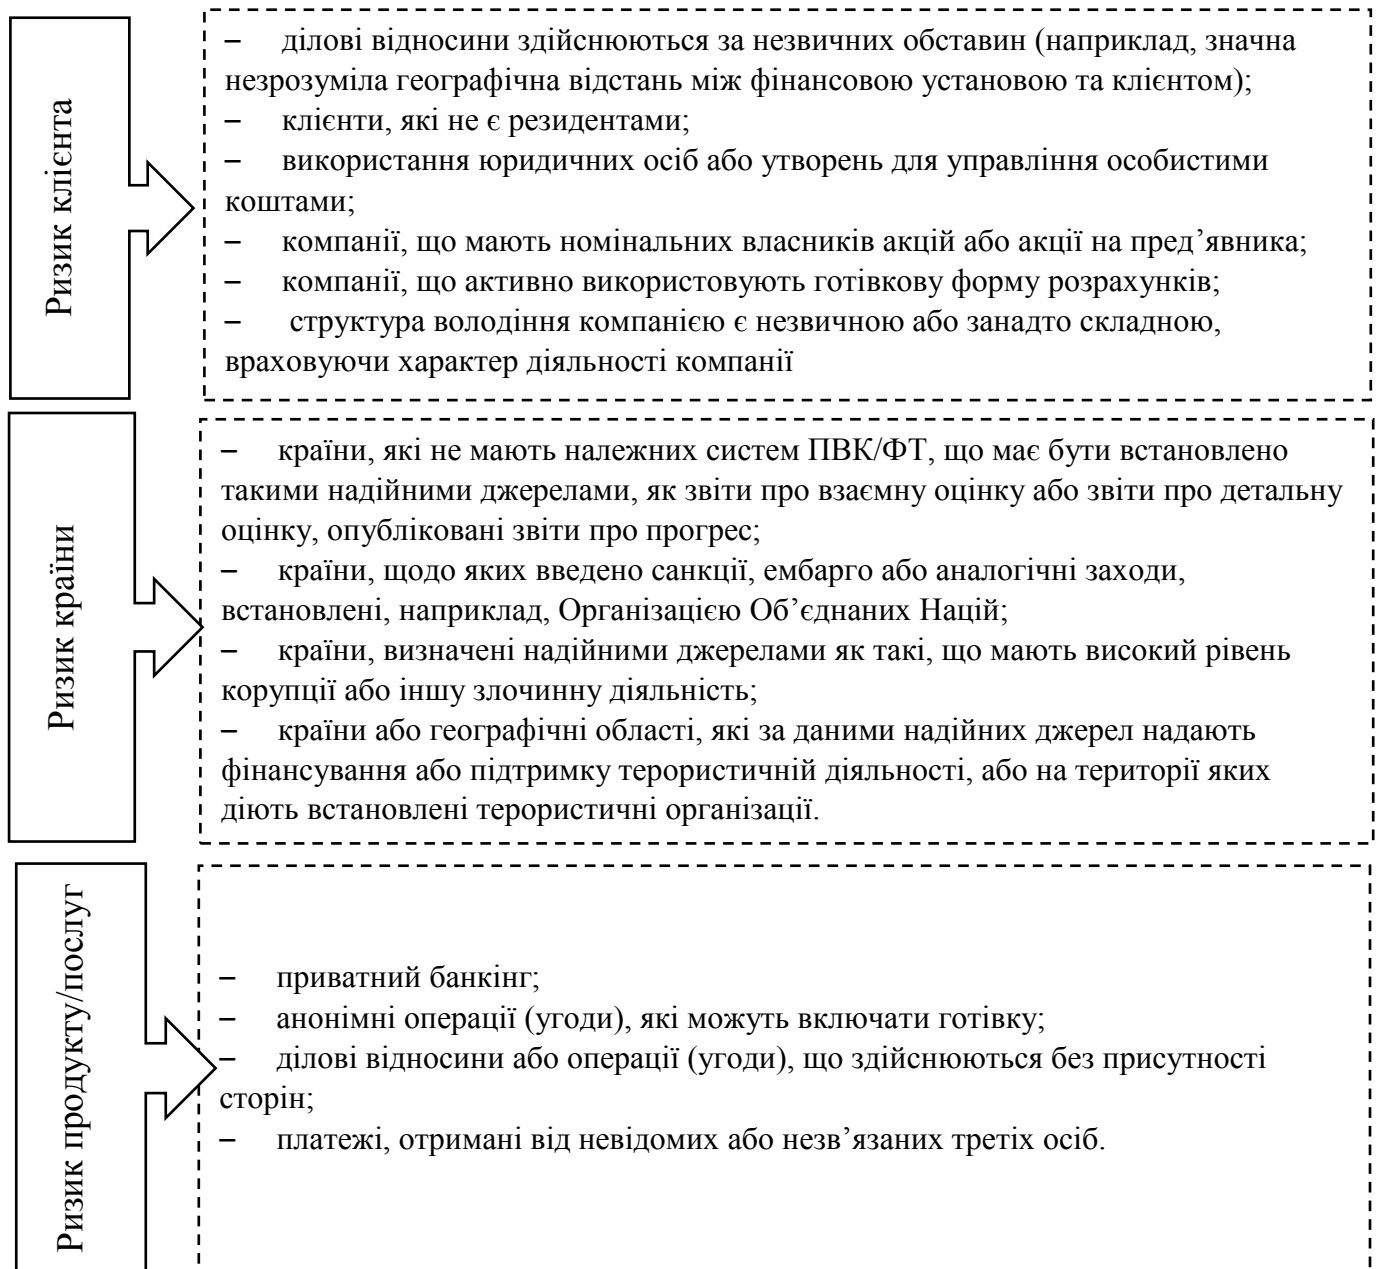 Ризик клієнта
– ділові відносини здійснюються за незвичних обставин (наприклад, значна
незрозуміла географічна відстань між фінансовою установою та клієнтом);
– клієнти, які не є резидентами;
– використання юридичних осіб або утворень для управління особистими
коштами;
– компанії, що мають номінальних власників акцій або акції на пред’явника;
– компанії, що активно використовують готівкову форму розрахунків;
– структура володіння компанією є незвичною або занадто складною,
враховуючи характер діяльності компанії
Ризик країни
– країни, які не мають належних систем ПВК/ФТ, що має бути встановлено
такими надійними джерелами, як звіти про взаємну оцінку або звіти про детальну
оцінку, опубліковані звіти про прогрес;
– країни, щодо яких введено санкції, ембарго або аналогічні заходи,
встановлені, наприклад, Організацією Об’єднаних Націй;
– країни, визначені надійними джерелами як такі, що мають високий рівень
корупції або іншу злочинну діяльність;
– країни або географічні області, які за даними надійних джерел надають
фінансування або підтримку терористичній діяльності, або на території яких
діють встановлені терористичні організації.
Ризик продукту/послуг
– приватний банкінг;
– анонімні операції (угоди), які можуть включати готівку;
– ділові відносини або операції (угоди), що здійснюються без присутності
сторін;
– платежі, отримані від невідомих або незв’язаних третіх осіб.